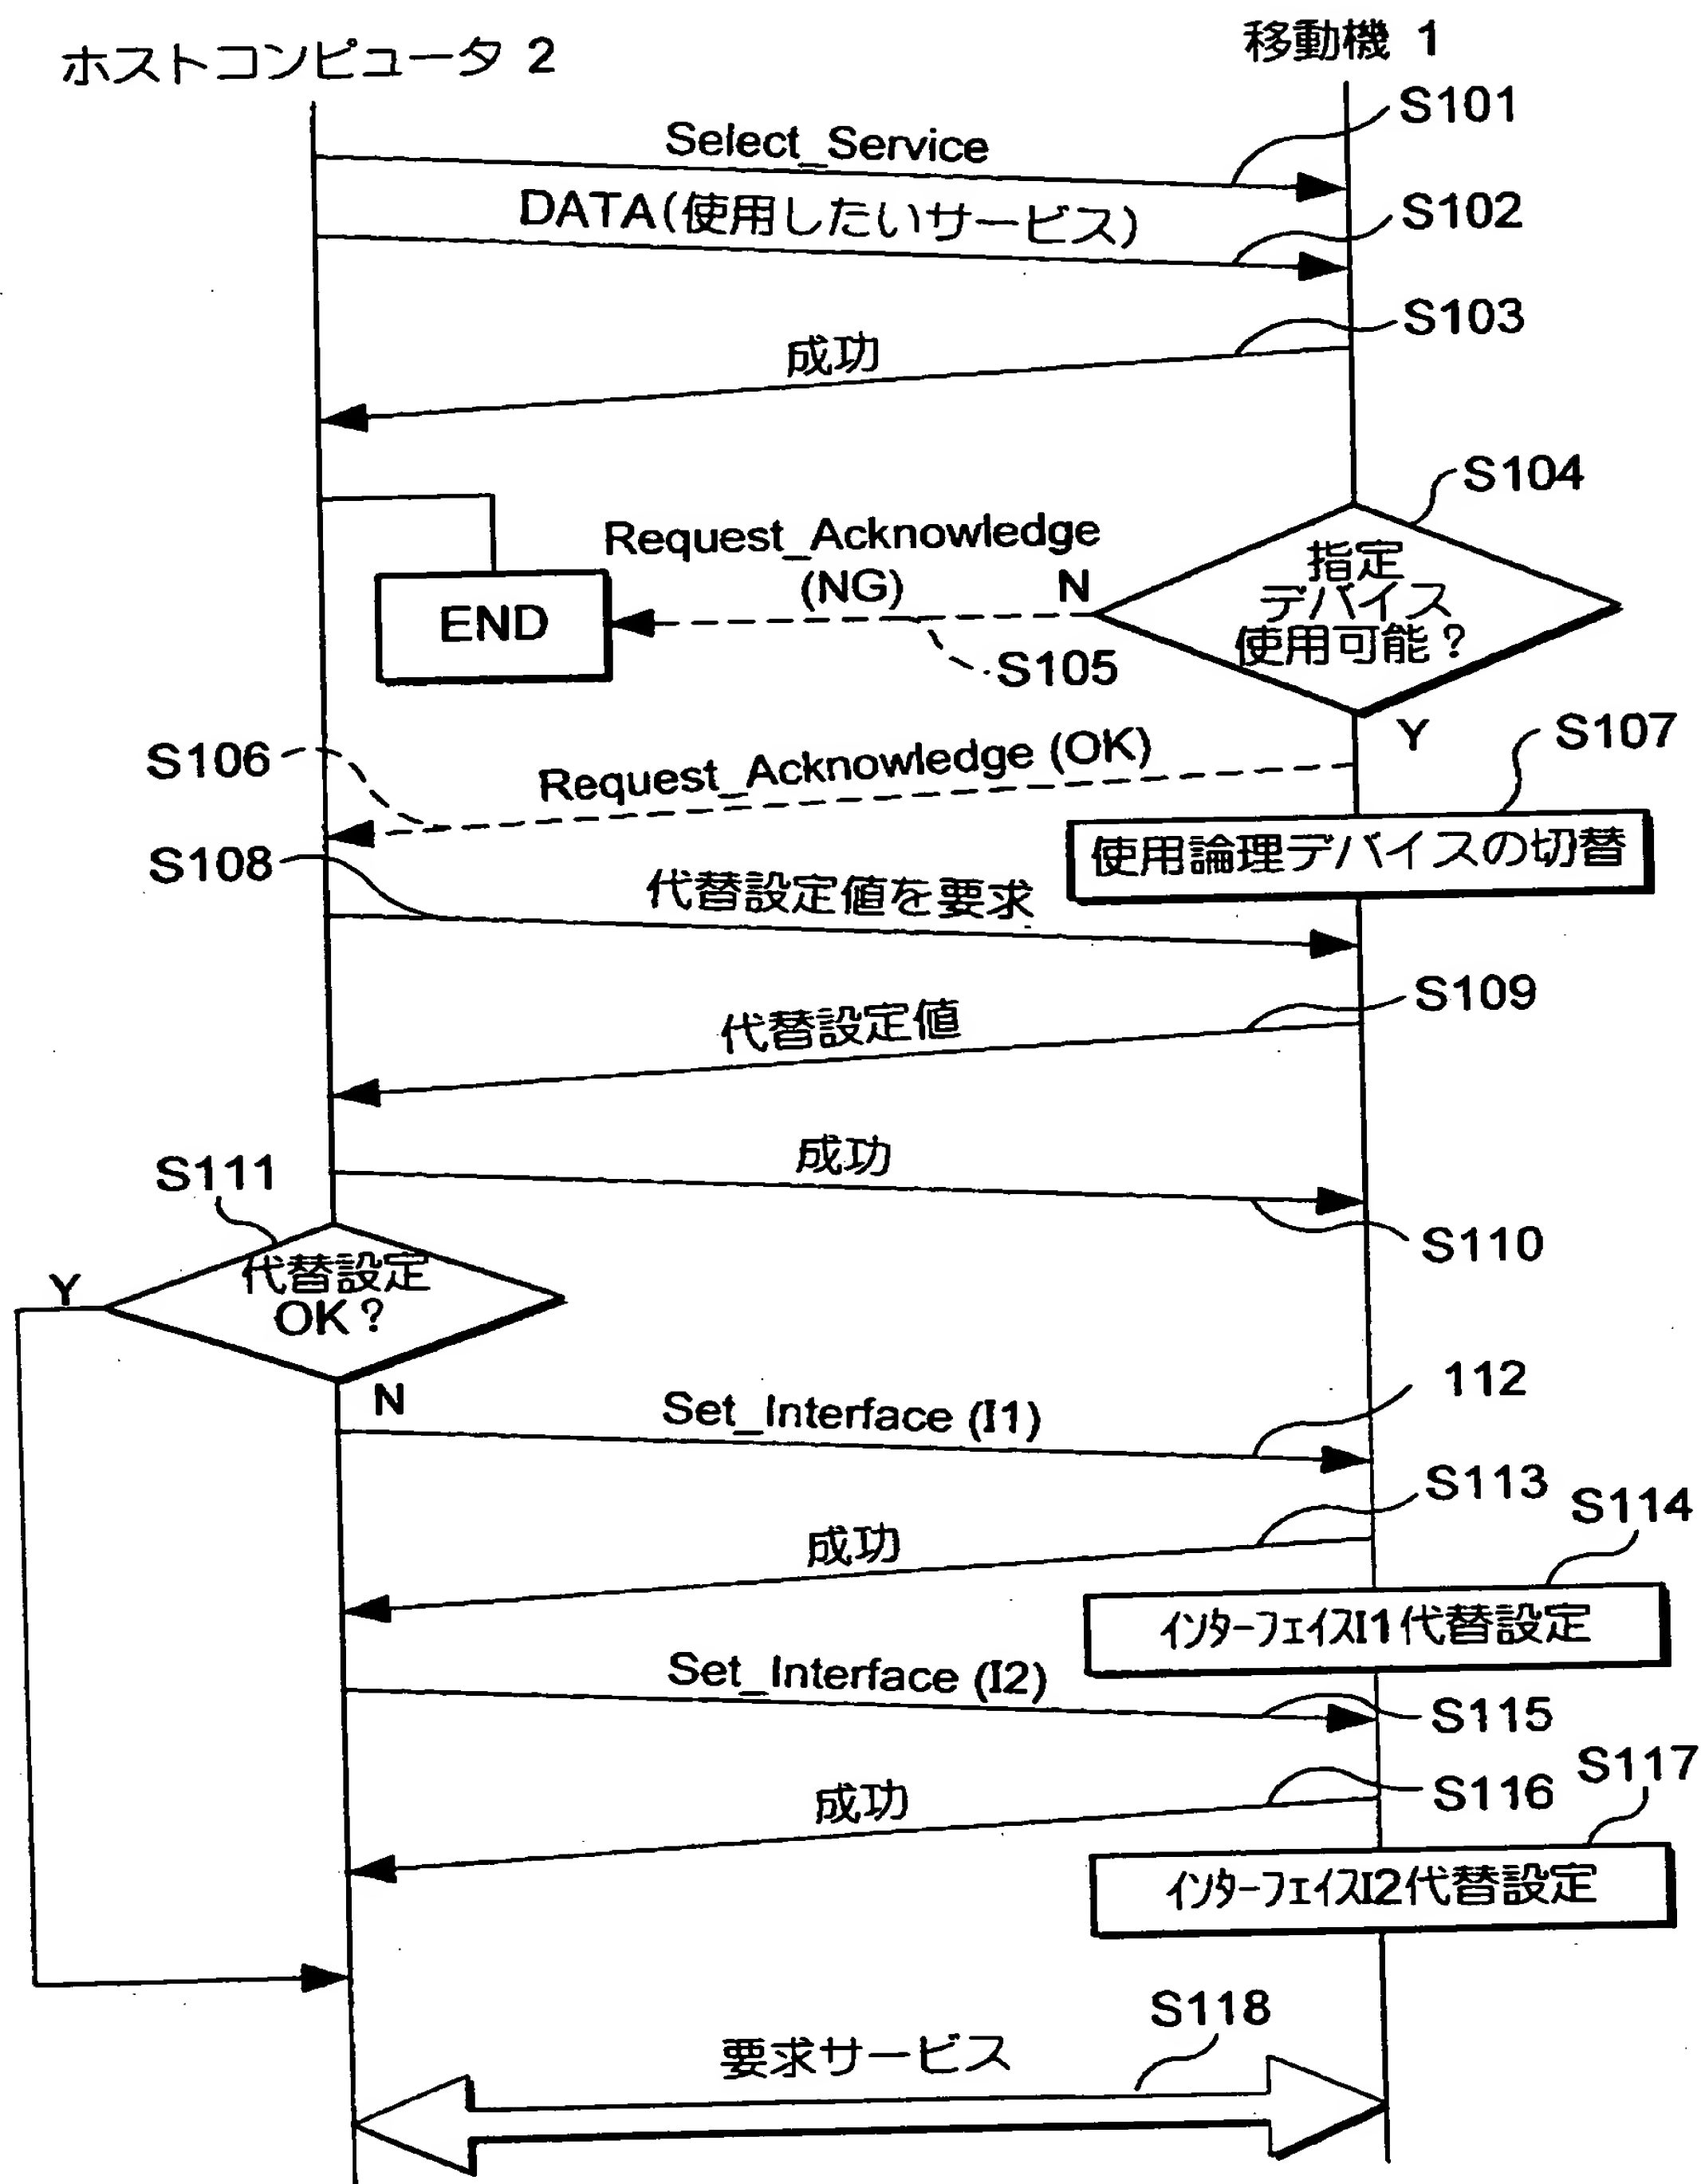 ホストコンピュータ 2
移動機 1
S101
Select_Service
S102
DATA(使用したいサービス)
S103
成功
S104
Request_Acknowledge
(NG)
N
指定
デバイス
使用可能?
END
S105
Y
S107
S106
Request_Acknowledge (OK)
使用論理デバイスの切替
S108
代替設定値を要求
S109
代替設定値
成功
S111
S110
Y
代替設定
OK?
N
112
Set_Interface (I1)
S113
S114
成功
インターフェイスI1代替設定
Set_Interface (I2)
S115
S117
S116
成功
インターフェイスI2代替設定
S118
要求サービス